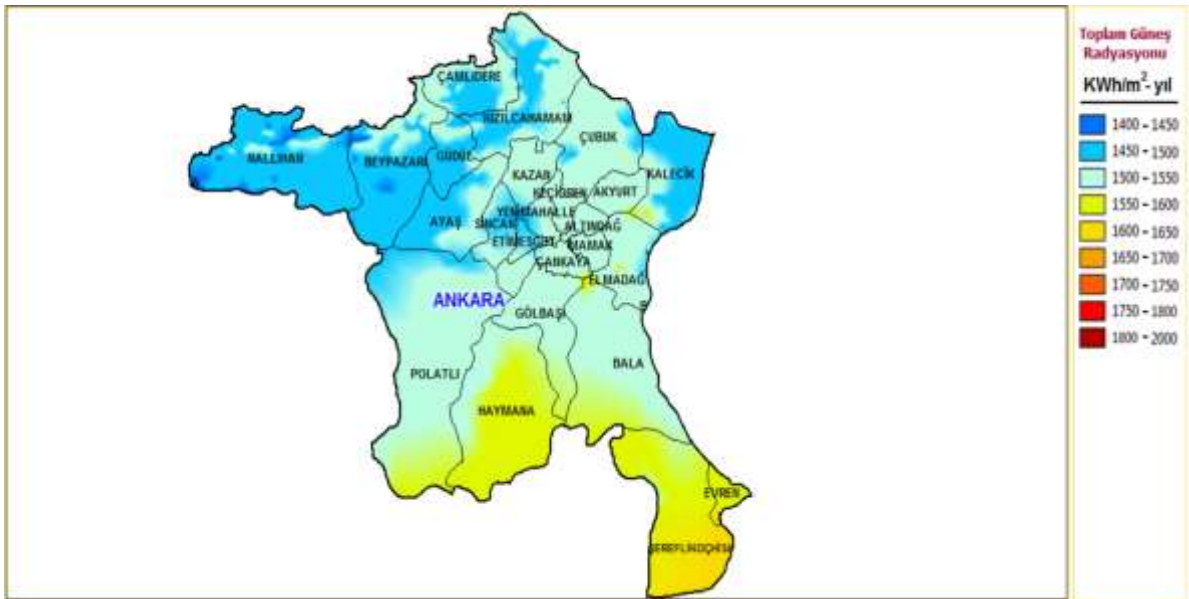 Toplam Güneş
Radyasyonu
KWh/m²- yıl
1400 - 1450
1450 - 1500
1500 - 1550
1550 - 1600
1600 - 1650
1650 - 1700
1700 - 1750
1750 - 1800
1800 - 2000
ÇAMLIDERE
KIZILCAHAMAM
ÇUBUK
NALLIHAN
BEYPAZARI
GÜDÜL
KAZAN
KALECİK
KEÇİÖREN
AKYURT
AYAŞ
SİNCAN
YENİMAHALLE
ALTINDAĞ
ETİMESGUT
MAMAK
ÇANKAYA
ELMADAĞ
ANKARA
GÖLBAŞI
POLATLI
BALA
HAYMANA
EVREN
ŞEREFLİKOÇHİSA